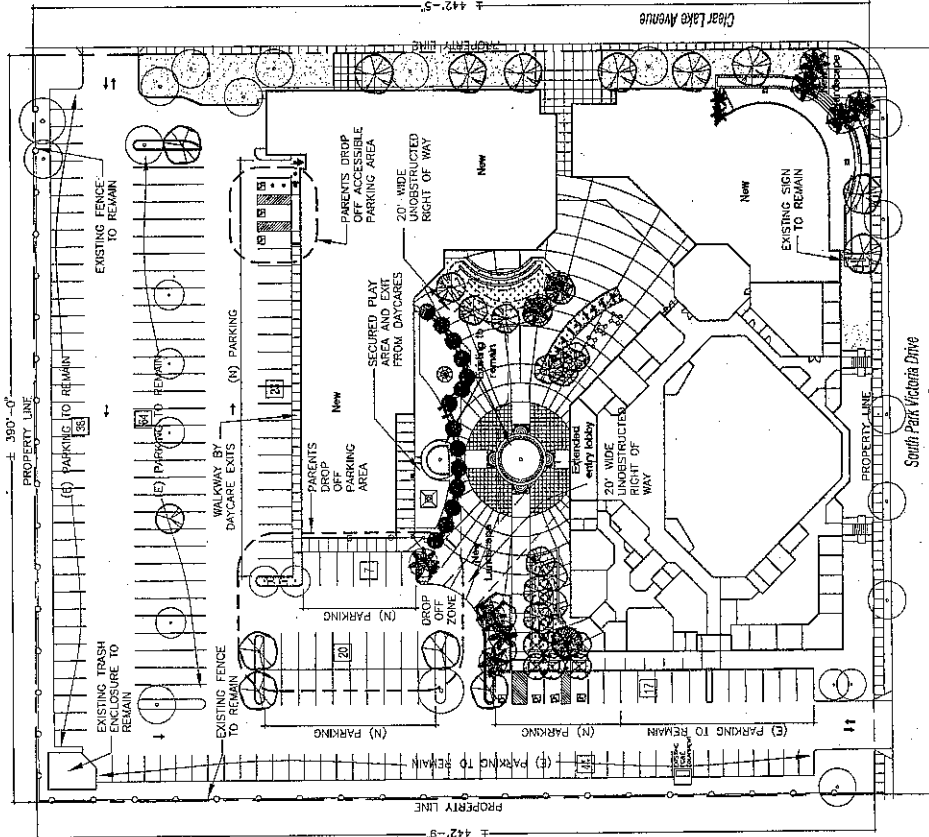 ± 442'-5"
Clear Lake Avenue
PROPERTY LINE
± 390'-0"
PROPERTY LINE
EXISTING FENCE
TO REMAIN
(E) PARKING TO REMAIN
(E) PARKING TO REMAIN
64
PARENTS DROP
OFF ACCESSIBLE
PARKING AREA
20' WIDE
UNOBSTRUCTED
RIGHT OF WAY
New
New
EXISTING SIGN
TO REMAIN
(N) PARKING
23
SECURED PLAY
AREA AND EXIT
FROM DAYCARES
WALKWAY BY
DAYCARE EXITS
New
PARENTS
DROP
OFF
PARKING
AREA
Existing to
remain
Extended
entry lobby
20' WIDE
UNOBSTRUCTED
RIGHT OF
WAY
PROPERTY LINE
South Park Victoria Drive
7
(N) PARKING
DROP
OFF
ZONE
New
Landscape
EXISTING TRASH
ENCLOSURE TO
REMAIN
EXISTING FENCE
TO REMAIN
20
(N) PARKING
(N) PARKING
(E) PARKING TO REMAIN
(E) PARKING TO REMAIN
PROPERTY LINE
± 442'-9"